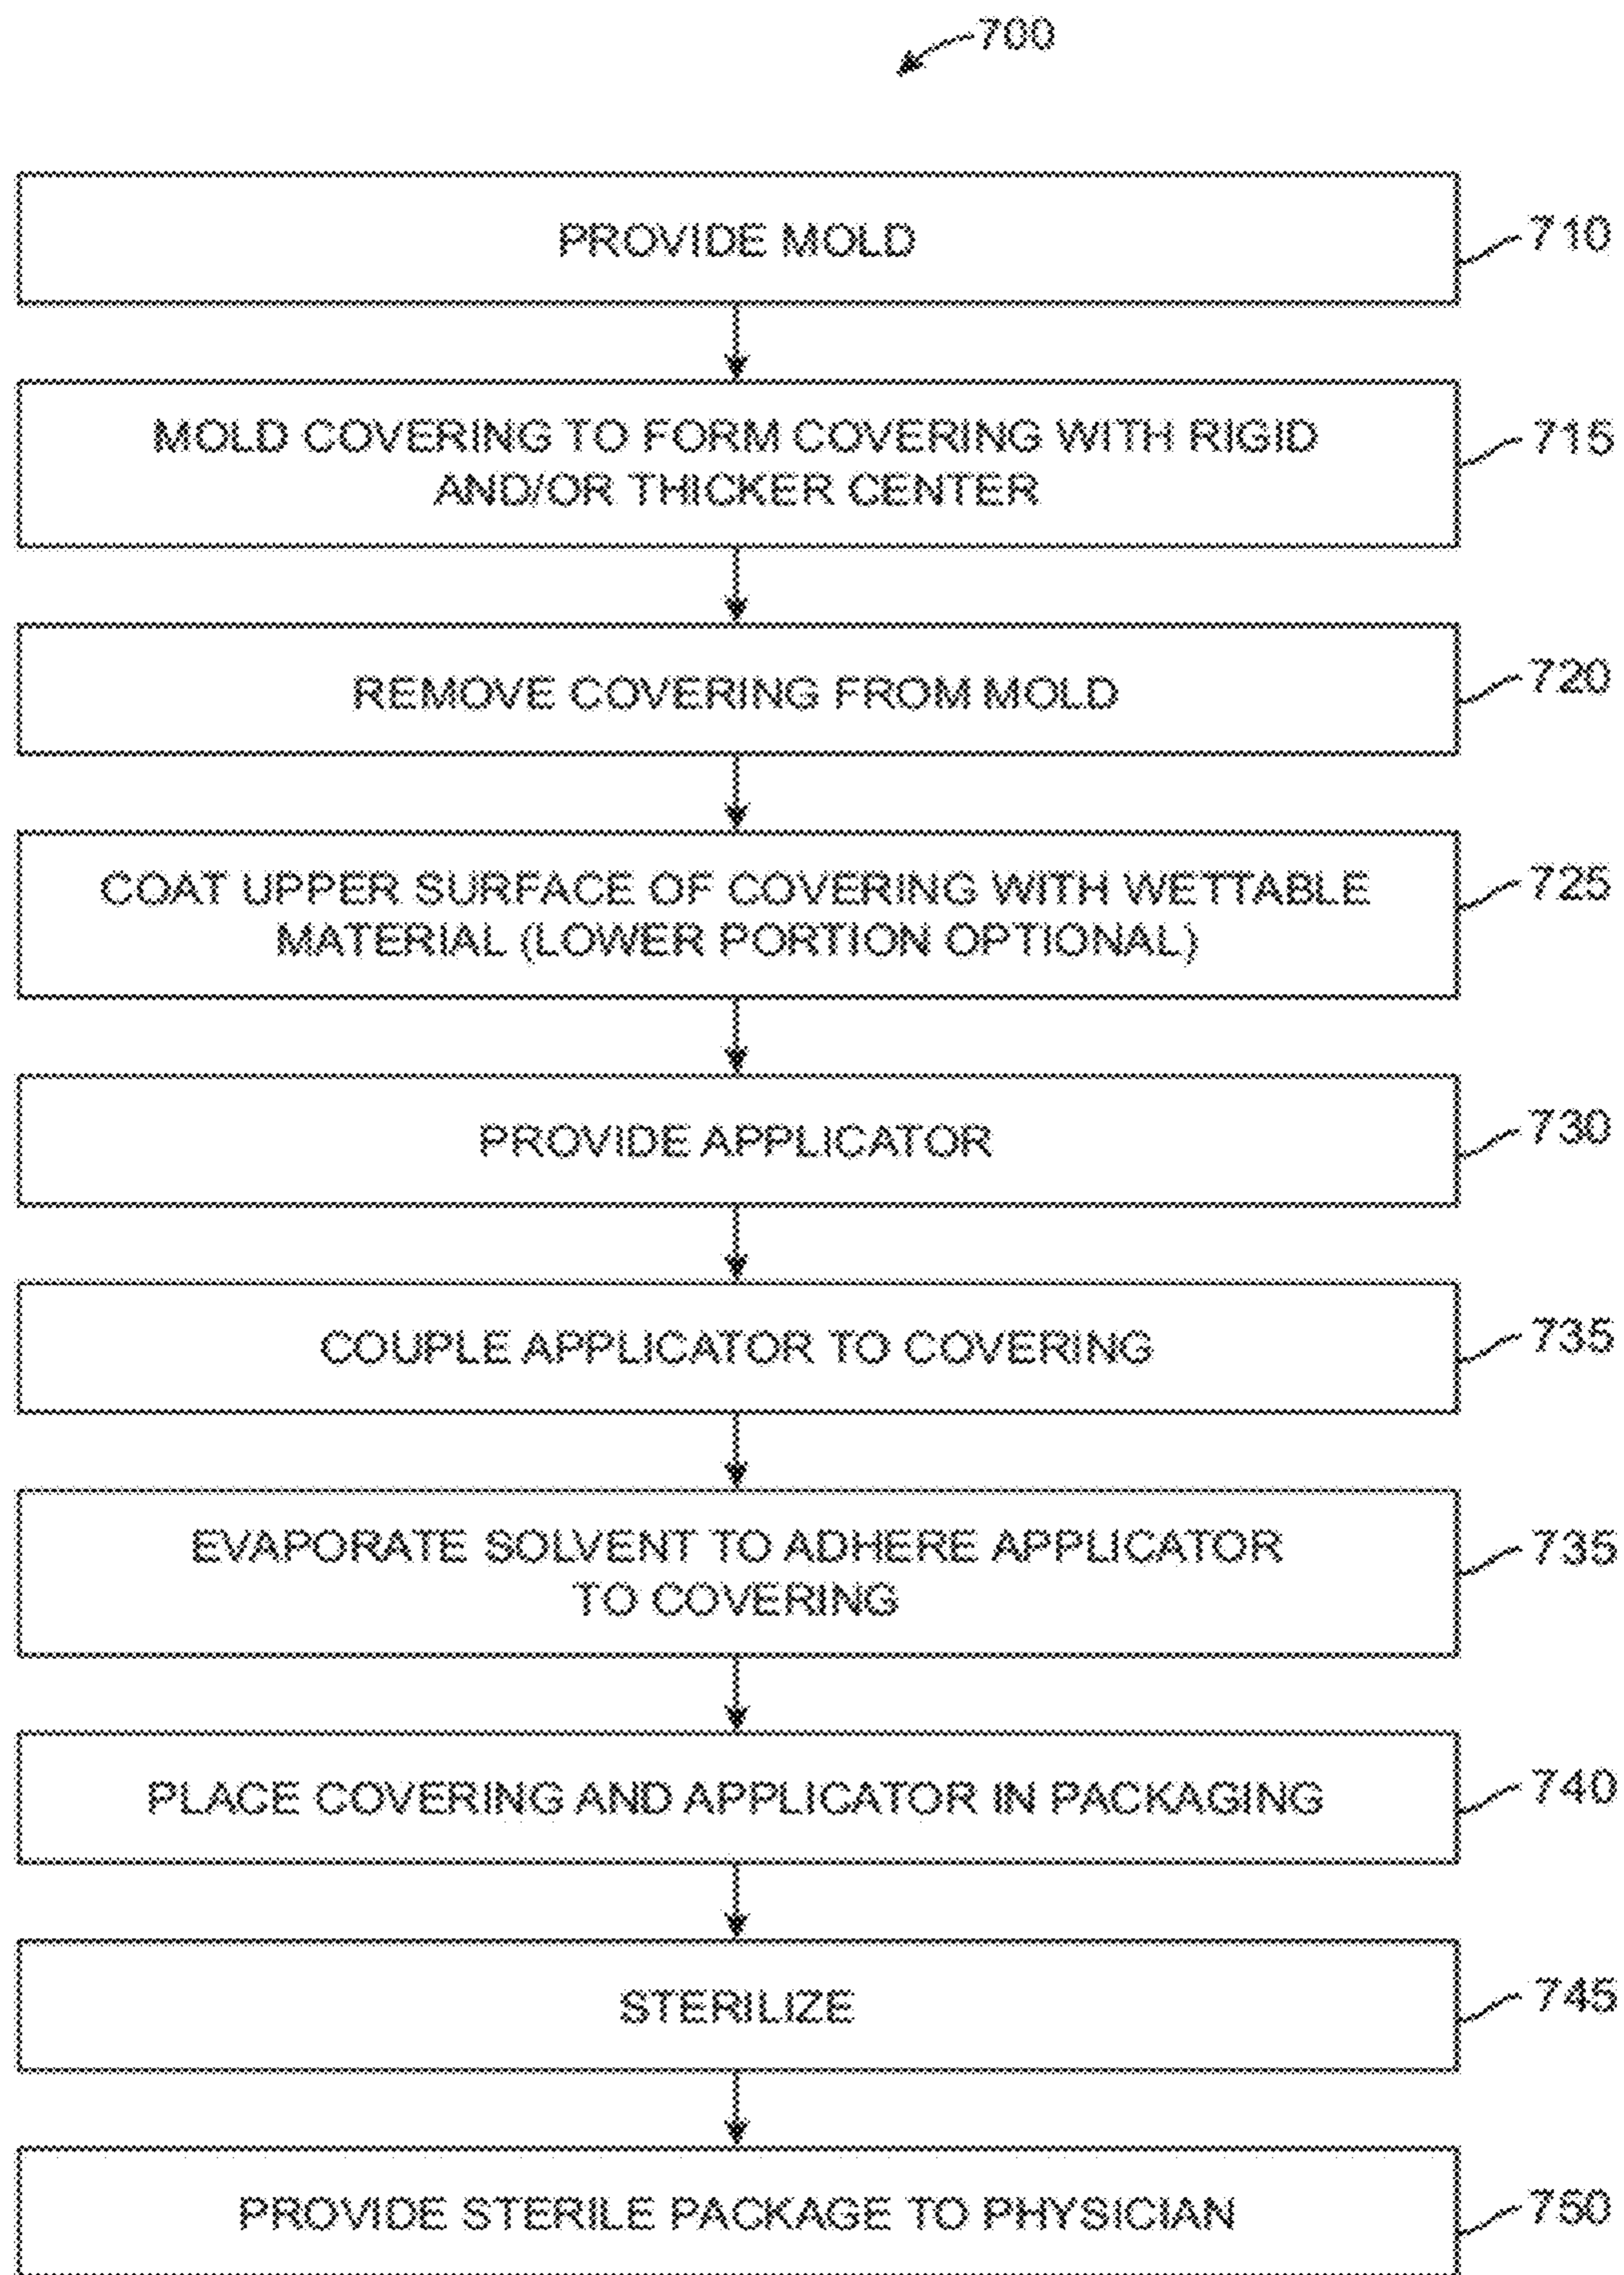 700
PROVIDE MOLD
710
MOLD COVERING TO FORM COVERING WITH RIGID
AND/OR THICKER CENTER
715
REMOVE COVERING FROM MOLD
720
COAT UPPER SURFACE OF COVERING WITH WETTABLE
MATERIAL (LOWER PORTION OPTIONAL)
725
PROVIDE APPLICATOR
730
COUPLE APPLICATOR TO COVERING
735
EVAPORATE SOLVENT TO ADHERE APPLICATOR
TO COVERING
735
PLACE COVERING AND APPLICATOR IN PACKAGING
740
STERILIZE
745
PROVIDE STERILE PACKAGE TO PHYSICIAN
750